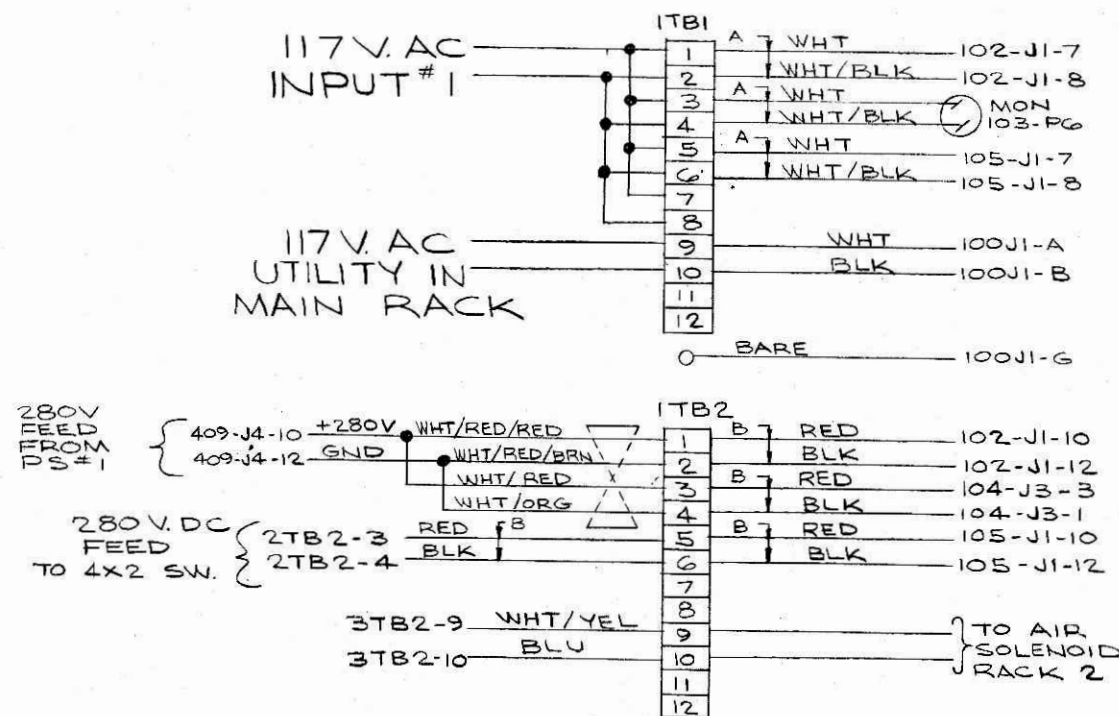 1TB1
117 V. AC
INPUT #1
1 A WHT 102-J1-7
2 WHT/BLK 102-J1-8
3 A WHT MON
4 WHT/BLK 103-PG
5 A WHT 105-J1-7
6 WHT/BLK 105-J1-8
7
8
117 V. AC
UTILITY IN
MAIN RACK
9 WHT 100J1-A
10 BLK 100J1-B
11
12
BARE 100J1-G
1TB2
280V
FEED
FROM
PS#1
409-J4-10 +280V WHT/RED/RED 1 B RED 102-J1-10
409-J4-12 GND WHT/RED/BRN 2 BLK 102-J1-12
WHT/RED 3 B RED 104-J3-3
WHT/ORG 4 BLK 104-J3-1
280 V. DC
FEED
TO 4X2 SW.
2TB2-3 RED B 5 B RED 105-J1-10
2TB2-4 BLK 6 BLK 105-J1-12
7
8
3TB2-9 WHT/YEL 9
3TB2-10 BLU 10
TO AIR
SOLENOID
RACK 2
11
12